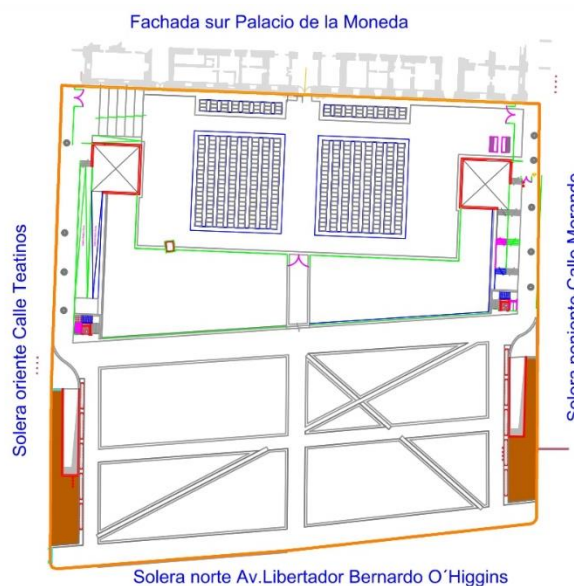 Fachada sur Palacio de la Moneda
Solera oriente Calle Teatinos
Solera poniente Calle Morande
Solera norte Av.Libertador Bernardo O´Higgins